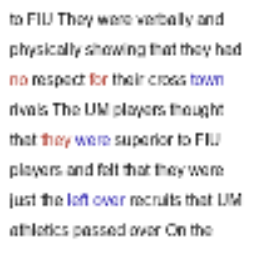 to FIU They were verbally and
physically showing that they had
no respect for their cross town
rivals The UM players thought
that they were superior to FIU
players and felt that they were
just the left over recruits that UM
athletics passed over On the